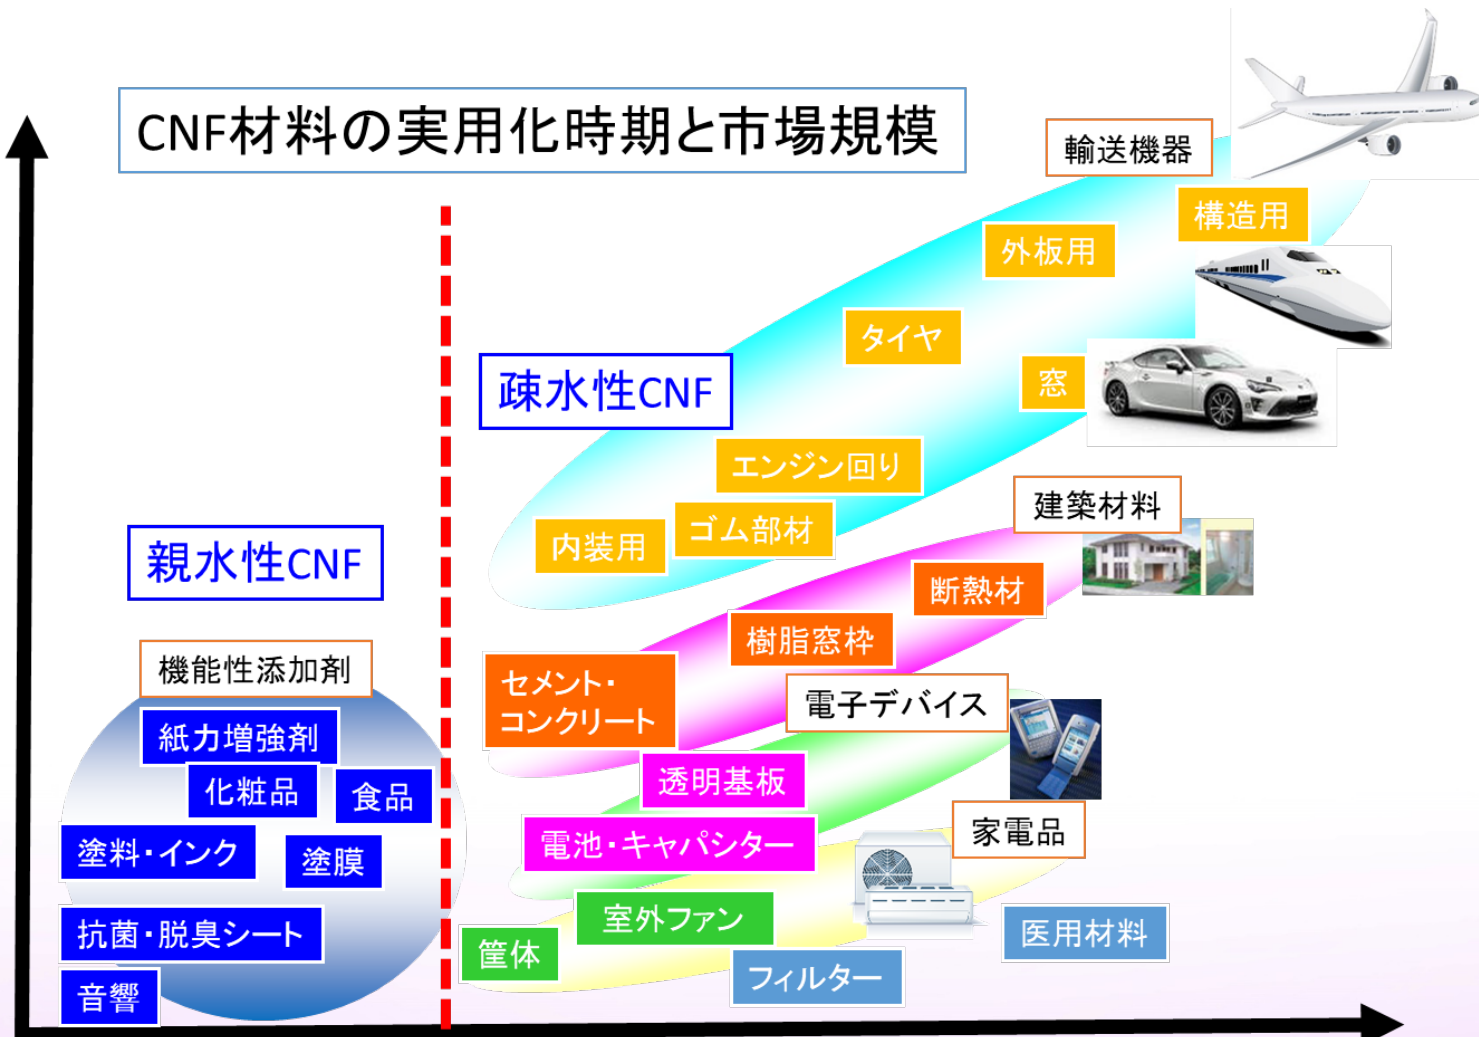 CNF材料の実用化時期と市場規模
輸送機器
構造用
外板用
タイヤ
窓
疎水性CNF
エンジン回り
ゴム部材
内装用
建築材料
断熱材
樹脂窓枠
セメント・
コンクリート
親水性CNF
機能性添加剤
紙力増強剤
化粧品
食品
塗料・インク
塗膜
抗菌・脱臭シート
音響
電子デバイス
透明基板
電池・キャパシター
家電品
室外ファン
筐体
フィルター
医用材料